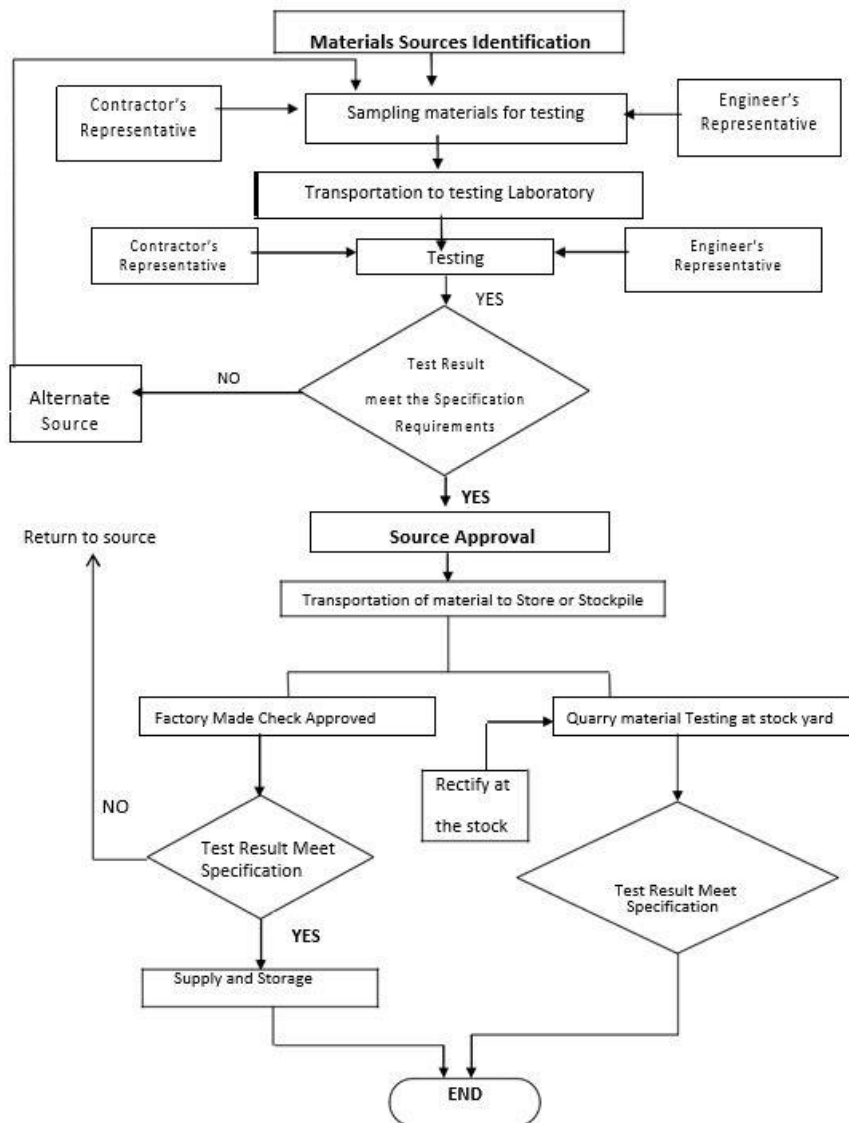 Materials Sources Identification
Contractor's
Representative
Sampling materials for testing
Engineer's
Representative
Transportation to testing Laboratory
Contractor's
Representative
Testing
Engineer's
Representative
YES
Test Result
meet the Specification
Requirements
NO
Alternate
Source
YES
Source Approval
Return to source
Transportation of material to Store or Stockpile
Factory Made Check Approved
Quarry material Testing at stock yard
Rectify at
the stock
NO
Test Result Meet
Specification
Test Result Meet
Specification
YES
Supply and Storage
END